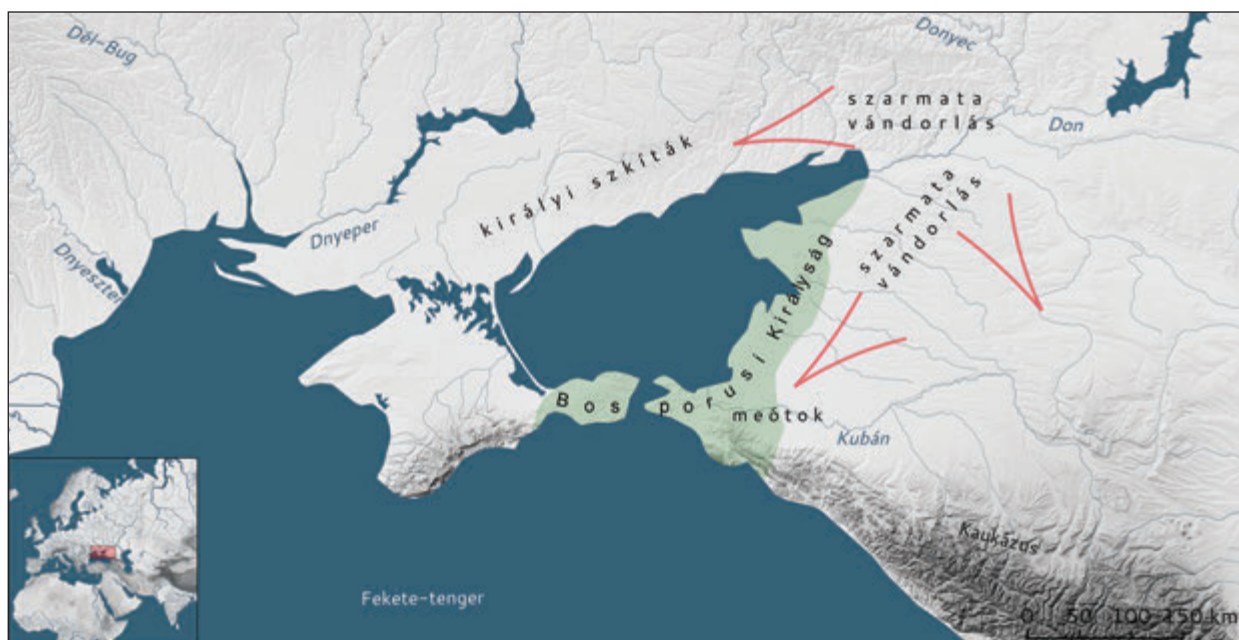 Dél-Bug
Donyec
szarmata
vándorlás
Don
királyi szkíták
Dnyeper
Dnyeszter
szarmata
vándorlás
Bosporusi Királyság
meótok
Kubán
Kaukázus
Fekete-tenger
0 50 100 150 km